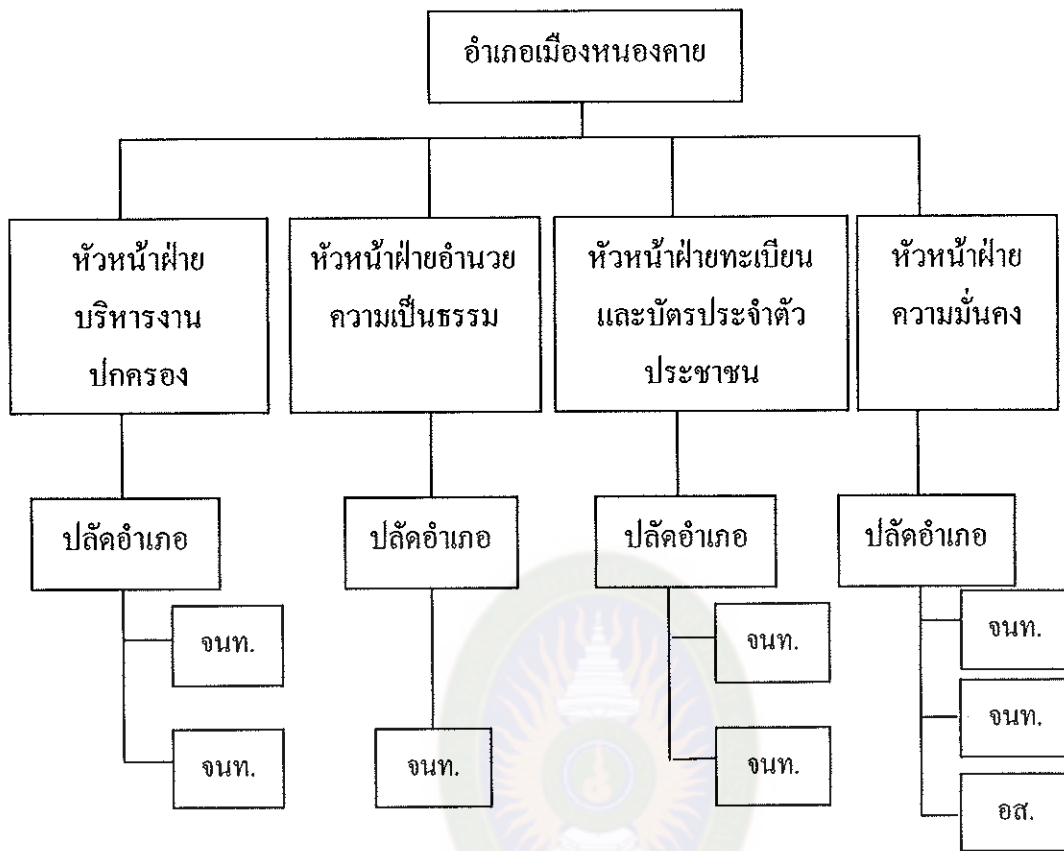 อำเภอเมืองหนองคาย
หัวหน้าฝ่าย
บริหารงาน
ปกครอง
หัวหน้าฝ่ายอำนวย
ความเป็นธรรม
หัวหน้าฝ่ายทะเบียน
และบัตรประจำตัว
ประชาชน
หัวหน้าฝ่าย
ความมั่นคง
ปลัดอำเภอ
ปลัดอำเภอ
ปลัดอำเภอ
ปลัดอำเภอ
จนท.
จนท.
จนท.
จนท.
จนท.
จนท.
จนท.
อส.